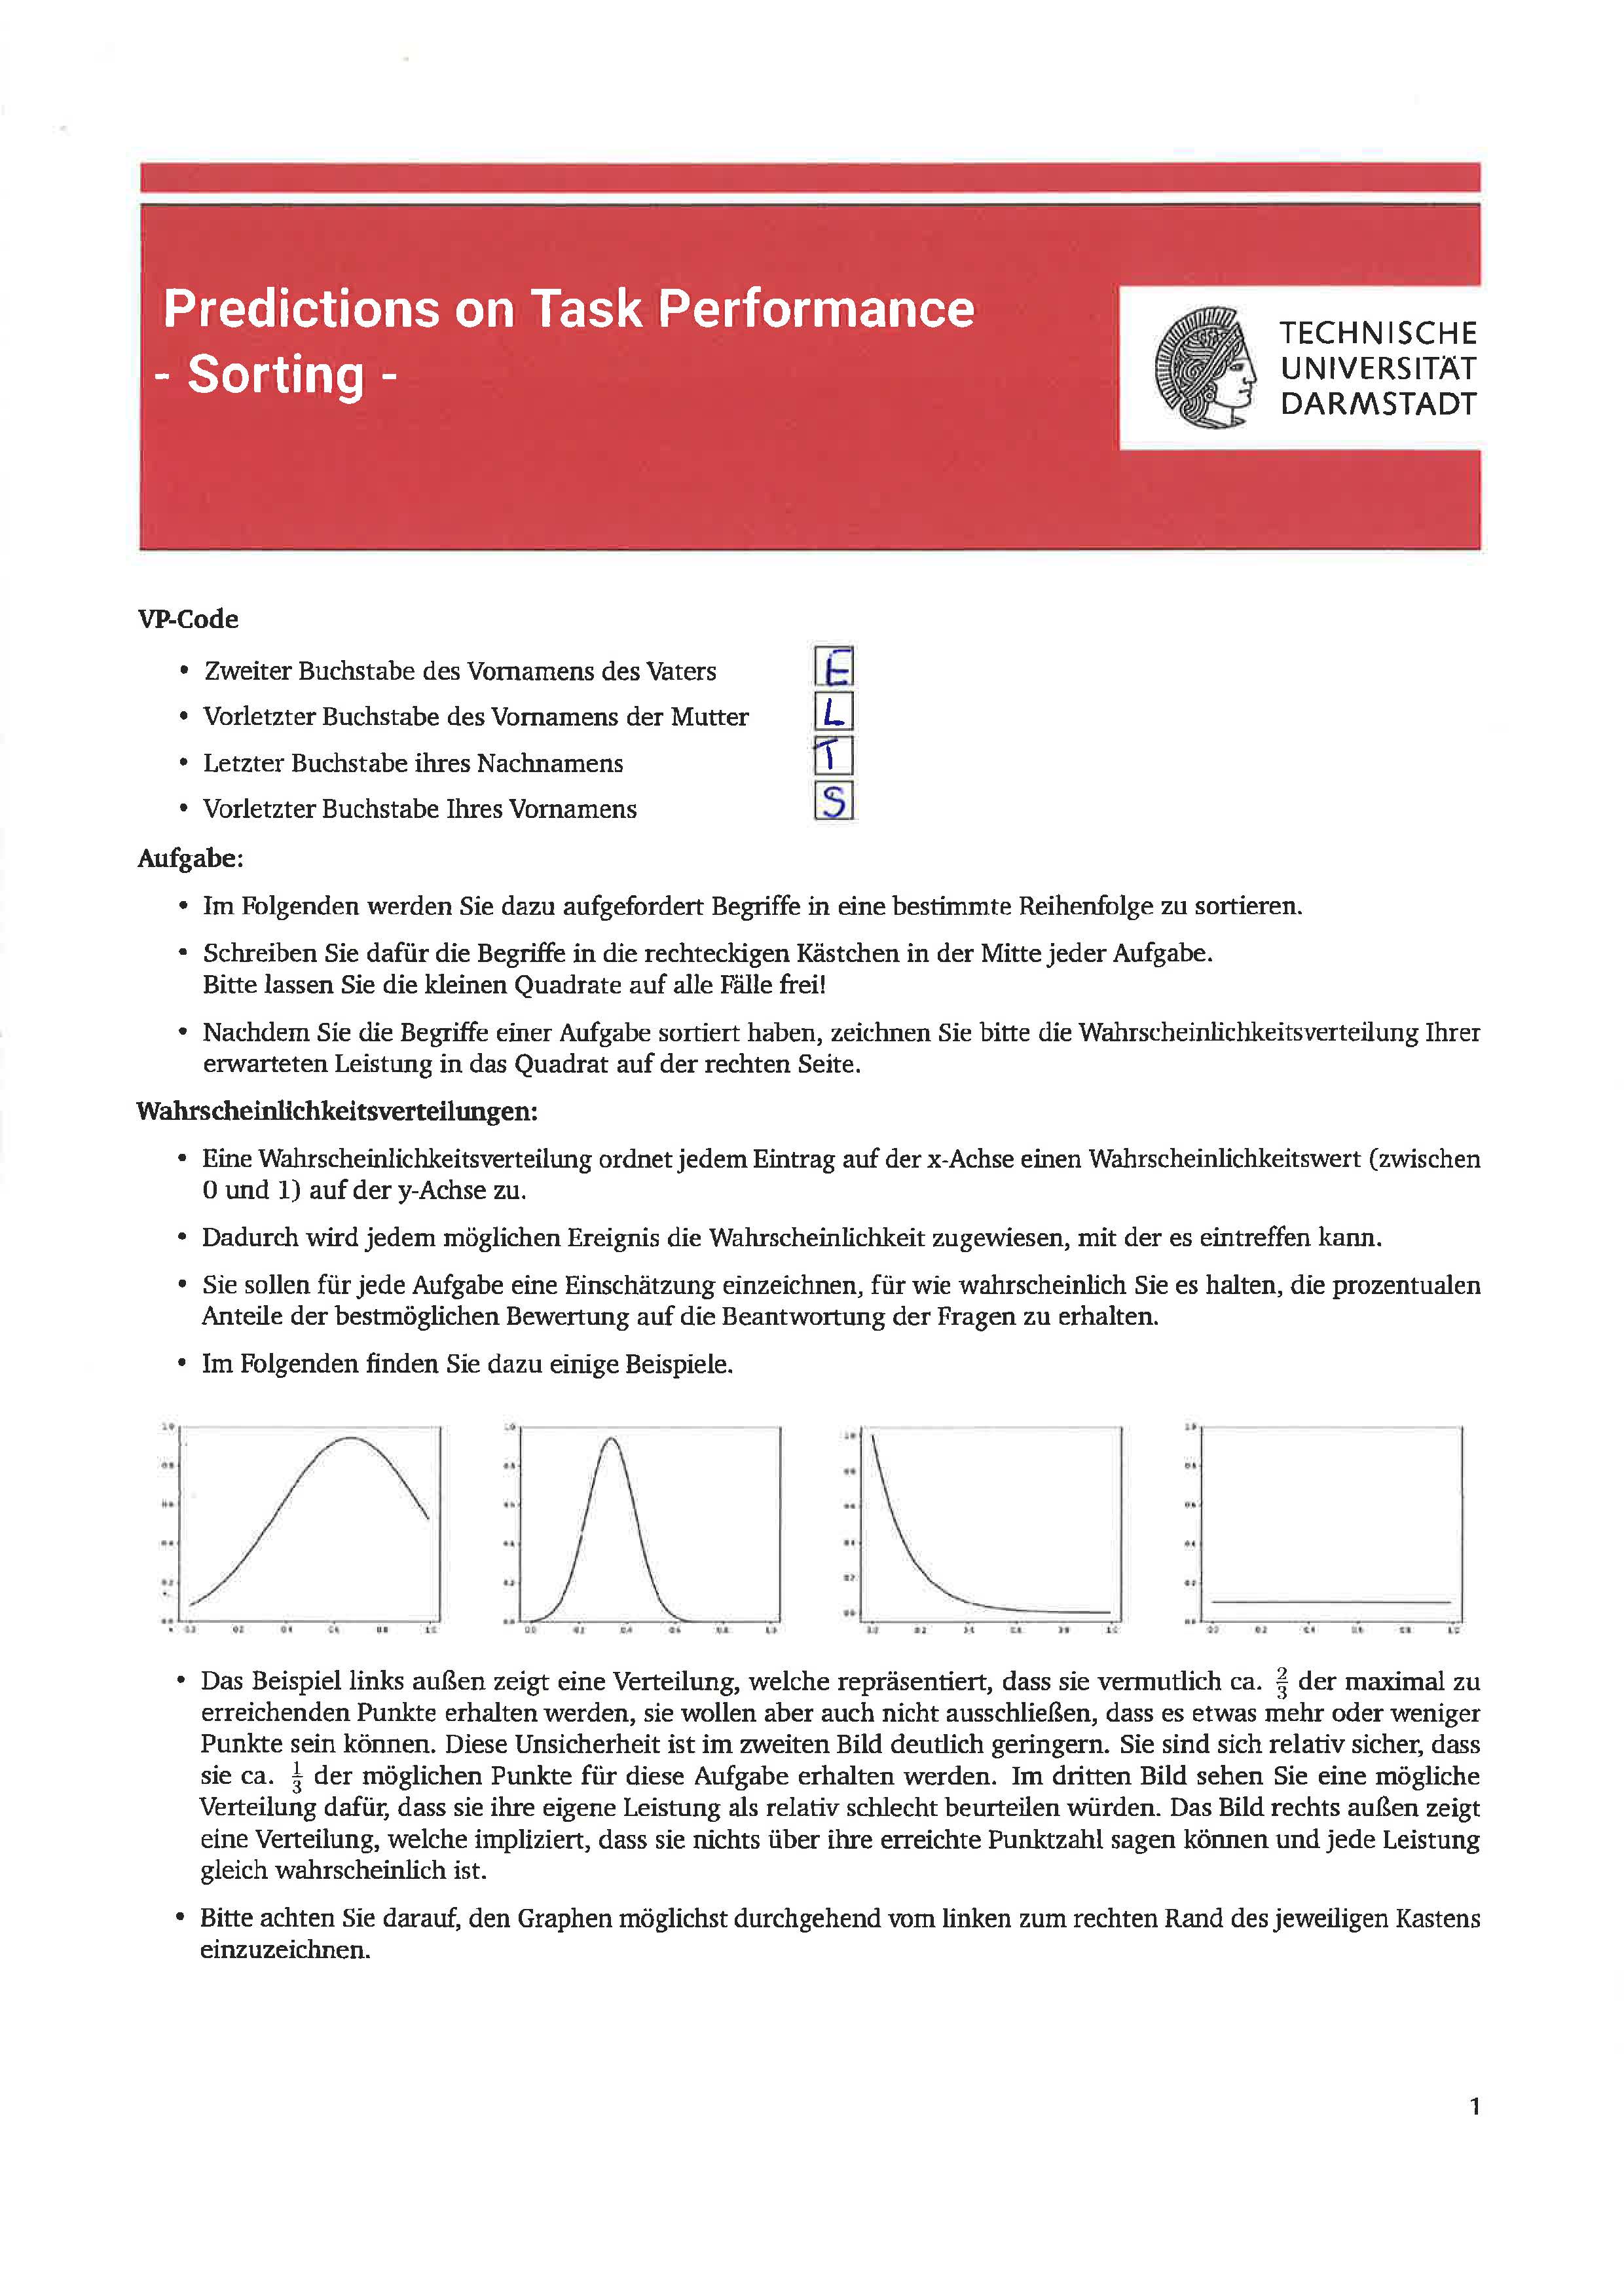 Predictions on Task Performance
- Sorting -
TECHNISCHE
UNIVERSITÄT
DARMSTADT
VP-Code
• Zweiter Buchstabe des Vornamens des Vaters E
• Vorletzter Buchstabe des Vornamens der Mutter L
• Letzter Buchstabe ihres Nachnamens T
• Vorletzter Buchstabe Ihres Vornamens S
Aufgabe:
• Im Folgenden werden Sie dazu aufgefordert Begriffe in eine bestimmte Reihenfolge zu sortieren.
• Schreiben Sie dafür die Begriffe in die rechteckigen Kästchen in der Mitte jeder Aufgabe.
Bitte lassen Sie die kleinen Quadrate auf alle Fälle frei!
• Nachdem Sie die Begriffe einer Aufgabe sortiert haben, zeichnen Sie bitte die Wahrscheinlichkeitsverteilung Ihrer
erwarteten Leistung in das Quadrat auf der rechten Seite.
Wahrscheinlichkeitsverteilungen:
• Eine Wahrscheinlichkeitsverteilung ordnet jedem Eintrag auf der x-Achse einen Wahrscheinlichkeitswert (zwischen
0 und 1) auf der y-Achse zu.
• Dadurch wird jedem möglichen Ereignis die Wahrscheinlichkeit zugewiesen, mit der es eintreffen kann.
• Sie sollen für jede Aufgabe eine Einschätzung einzeichnen, für wie wahrscheinlich Sie es halten, die prozentualen
Anteile der bestmöglichen Bewertung auf die Beantwortung der Fragen zu erhalten.
• Im Folgenden finden Sie dazu einige Beispiele.
• Das Beispiel links außen zeigt eine Verteilung, welche repräsentiert, dass sie vermutlich ca. 2/3 der maximal zu
erreichenden Punkte erhalten werden, sie wollen aber auch nicht ausschließen, dass es etwas mehr oder weniger
Punkte sein können. Diese Unsicherheit ist im zweiten Bild deutlich geringern. Sie sind sich relativ sicher, dass
sie ca. 1/3 der möglichen Punkte für diese Aufgabe erhalten werden. Im dritten Bild sehen Sie eine mögliche
Verteilung dafür, dass sie ihre eigene Leistung als relativ schlecht beurteilen würden. Das Bild rechts außen zeigt
eine Verteilung, welche impliziert, dass sie nichts über ihre erreichte Punktzahl sagen können und jede Leistung
gleich wahrscheinlich ist.
• Bitte achten Sie darauf, den Graphen möglichst durchgehend vom linken zum rechten Rand des jeweiligen Kastens
einzuzeichnen.
1